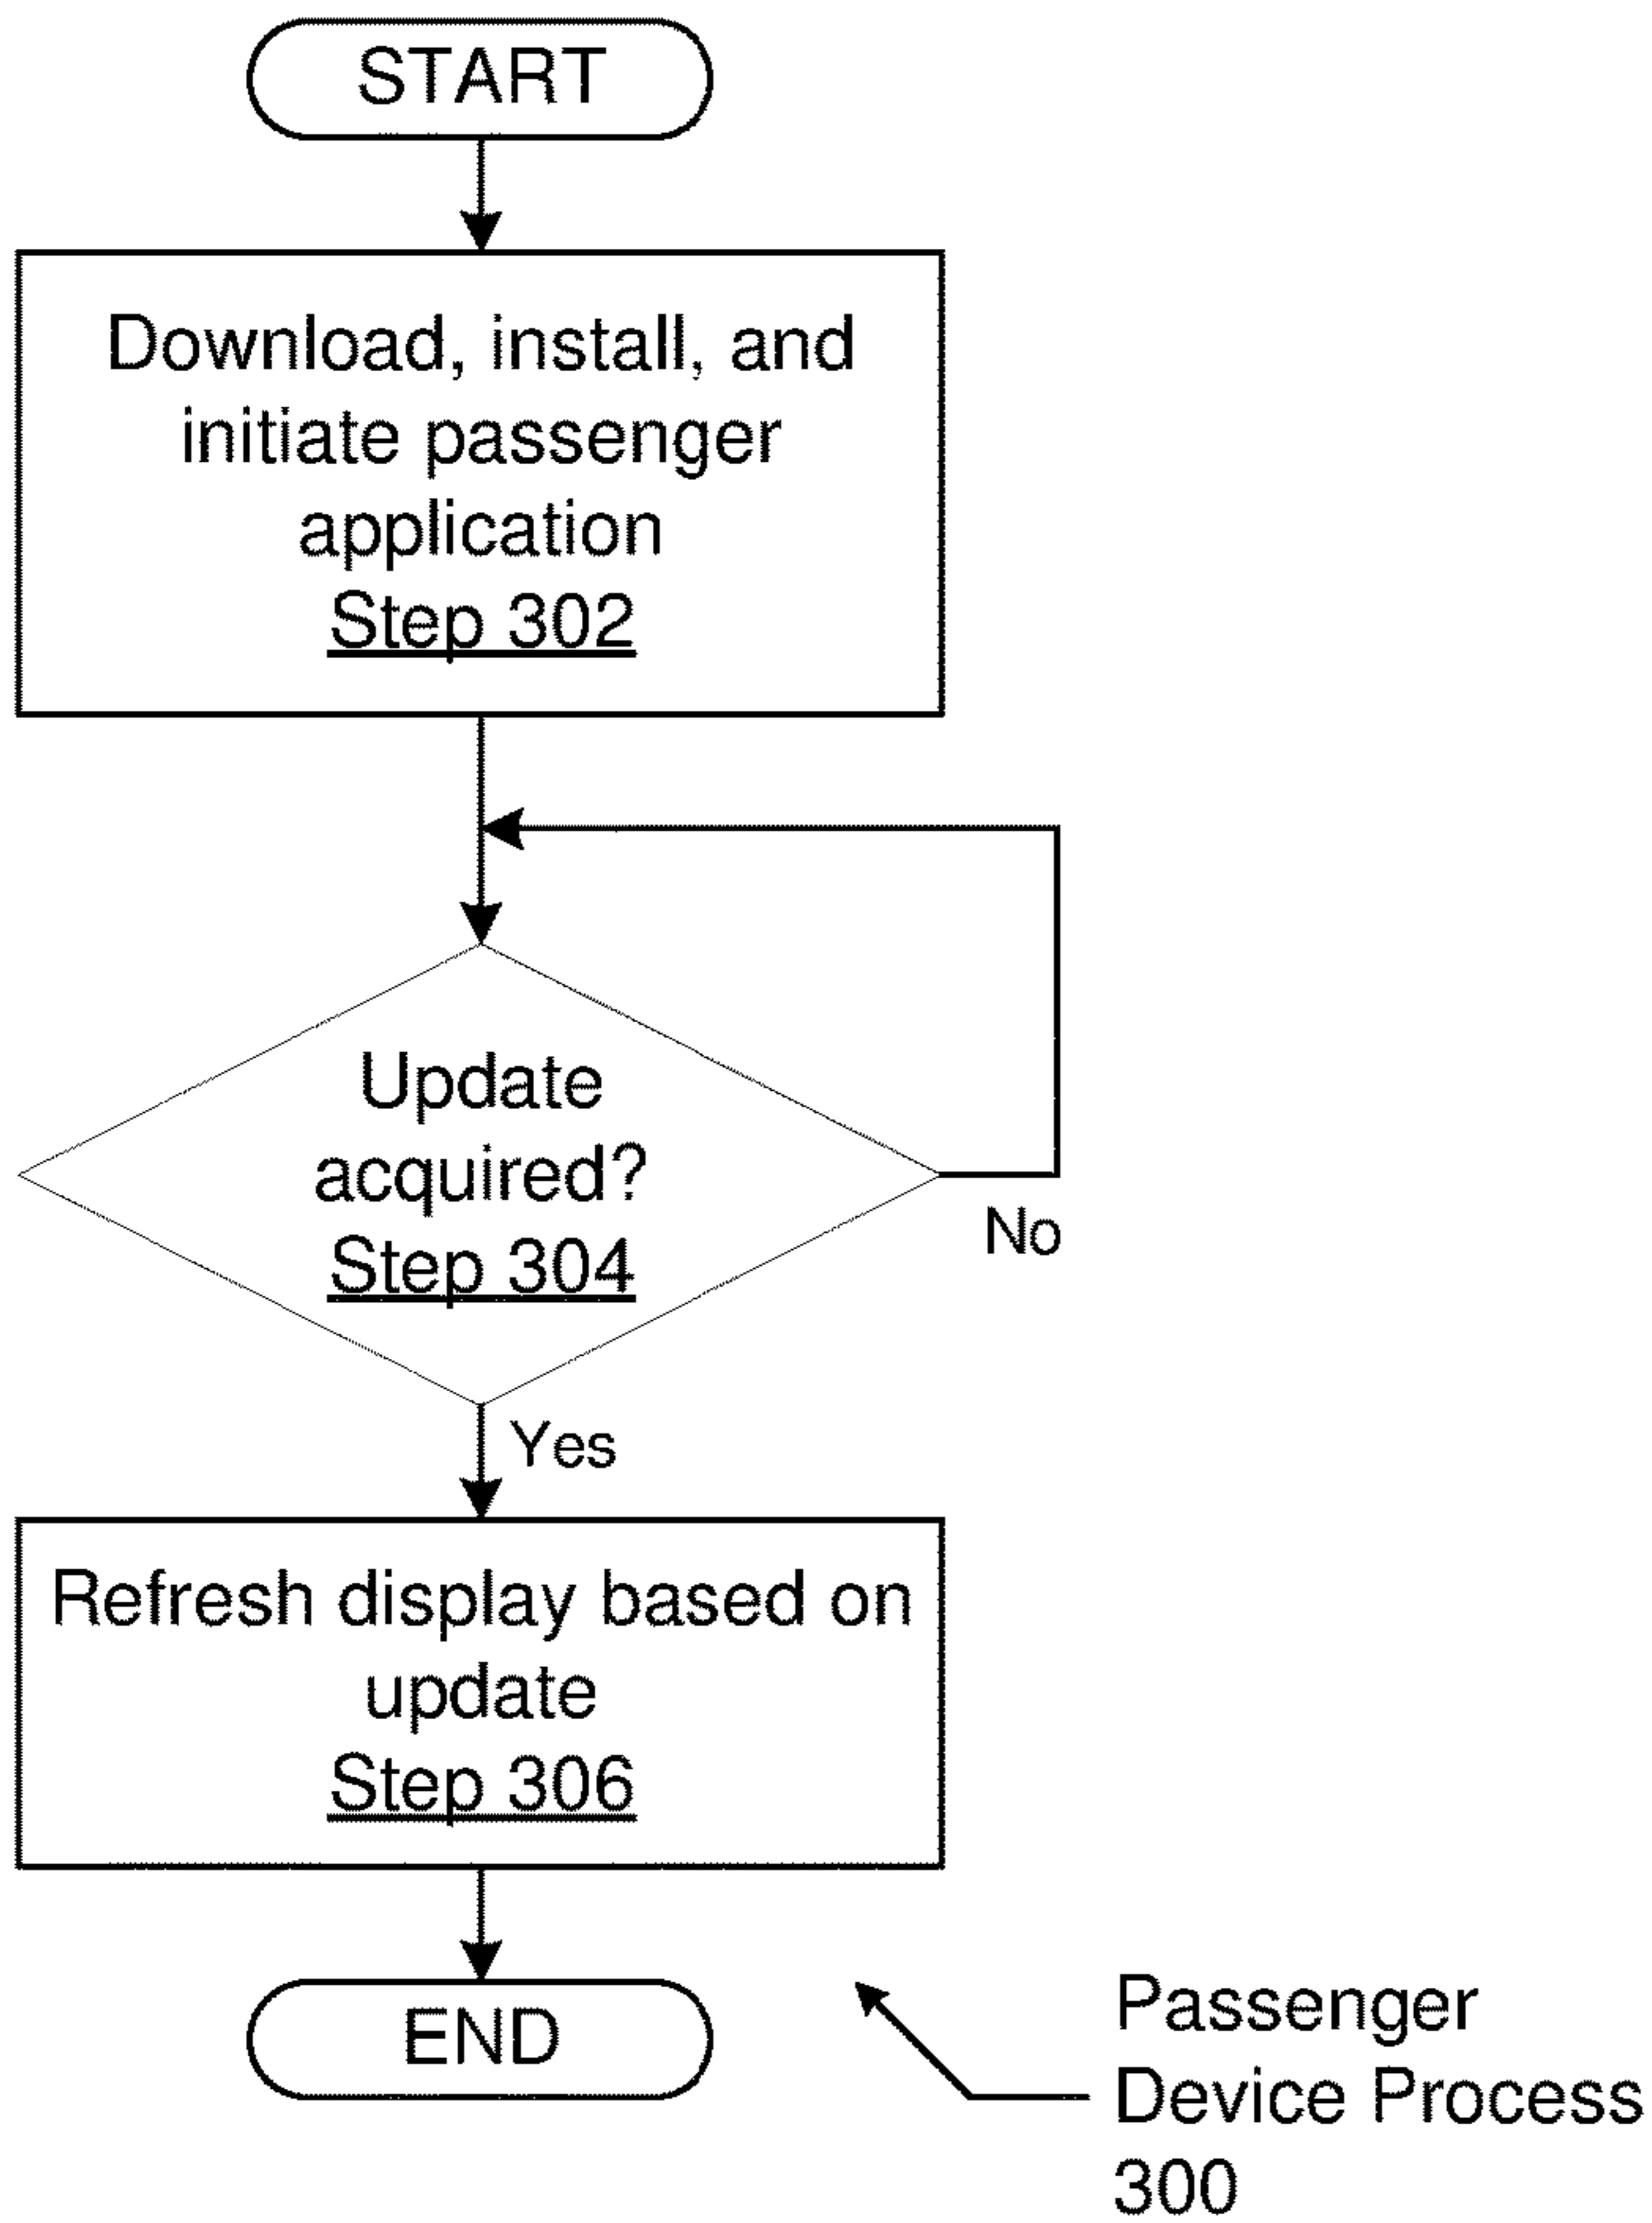 START
Download, install, and
initiate passenger
application
Step 302
Update
acquired?
Step 304
No
Yes
Refresh display based on
update
Step 306
END
Passenger
Device Process
300